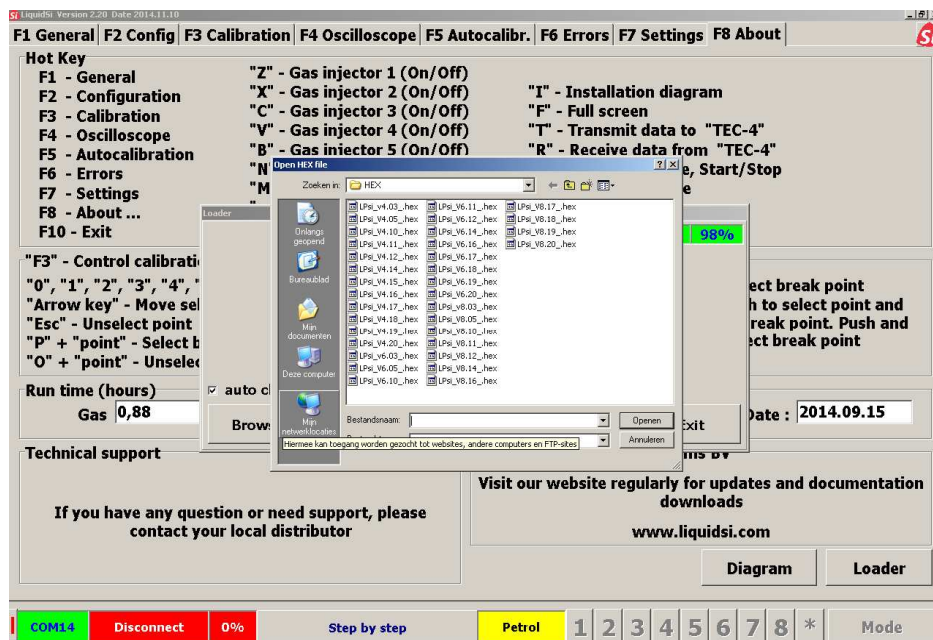 LiquidSi Version 2.20 Date 2014.11.10
F1 General F2 Config F3 Calibration F4 Oscilloscope F5 Autocalibr. F6 Errors F7 Settings F8 About
Hot Key
F1 - General
F2 - Configuration
F3 - Calibration
F4 - Oscilloscope
F5 - Autocalibration
F6 - Errors
F7 - Settings
F8 - About ...
F10 - Exit
"Z" - Gas injector 1 (On/Off)
"X" - Gas injector 2 (On/Off)
"C" - Gas injector 3 (On/Off)
"V" - Gas injector 4 (On/Off)
"B" - Gas injector 5 (On/Off)
"N"
"M
"I" - Installation diagram
"F" - Full screen
"T" - Transmit data to "TEC-4"
"R" - Receive data from "TEC-4"
e, Start/Stop
e
Loader
98%
Open HEX file
Zoeken in: HEX
Onlangs geopend
Bureaublad
Mijn documenten
Deze computer
Mijn netwerklocaties
LPsi_v4.03_.hex
LPsi_V4.05_.hex
LPsi_V4.10_.hex
LPsi_V4.11_.hex
LPsi_V4.12_.hex
LPsi_V4.14_.hex
LPsi_V4.15_.hex
LPsi_V4.16_.hex
LPsi_V4.17_.hex
LPsi_V4.18_.hex
LPsi_V4.19_.hex
LPsi_V4.20_.hex
LPsi_v6.03_.hex
LPsi_V6.05_.hex
LPsi_V6.10_.hex
LPsi_V6.11_.hex
LPsi_V6.12_.hex
LPsi_V6.14_.hex
LPsi_V6.16_.hex
LPsi_V6.17_.hex
LPsi_V6.18_.hex
LPsi_V6.19_.hex
LPsi_V6.20_.hex
LPsi_v8.03_.hex
LPsi_V8.05_.hex
LPsi_V8.10_.hex
LPsi_V8.11_.hex
LPsi_V8.12_.hex
LPsi_V8.14_.hex
LPsi_V8.16_.hex
LPsi_V8.17_.hex
LPsi_V8.18_.hex
LPsi_V8.19_.hex
LPsi_V8.20_.hex
Bestandsnaam:
Openen
Annuleren
Hiermee kan toegang worden gezocht tot websites, andere computers en FTP-sites
"F3" - Control calibrati
"0", "1", "2", "3", "4", "
"Arrow key" - Move sel
"Esc" - Unselect point
"P" + "point" - Select b
"O" + "point" - Unselec
ect break point
h to select point and
reak point. Push and
ect break point
auto c
Brows
Exit
Run time (hours)
Gas 0,88
Date : 2014.09.15
Technical support
If you have any question or need support, please
contact your local distributor
ms BV
Visit our website regularly for updates and documentation
downloads
www.liquidsi.com
Diagram Loader
COM14 Disconnect 0% Step by step Petrol 1 2 3 4 5 6 7 8 * Mode